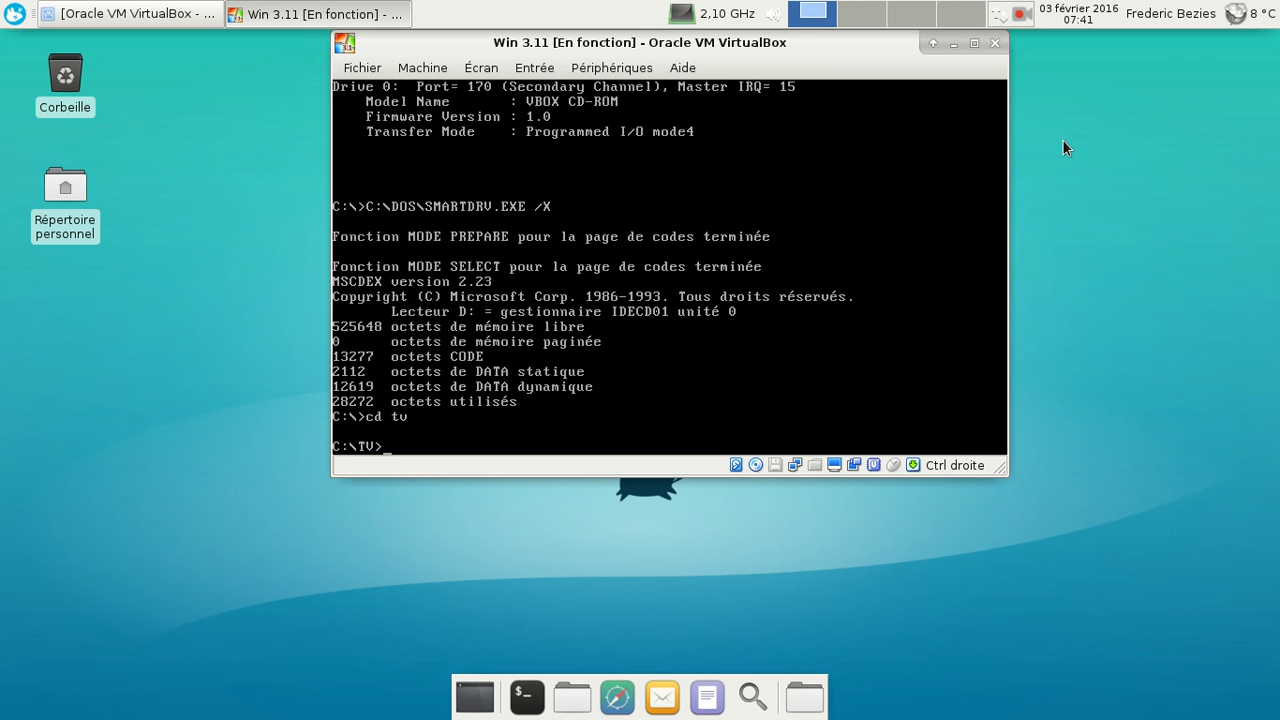 [Oracle VM VirtualBox - ...
Win 3.11 [En fonction] - ...
2,10 GHz
03 février 2016
07:41
Frederic Bezies
8 °C
Corbeille
Répertoire
personnel
Win 3.11 [En fonction] - Oracle VM VirtualBox
Fichier Machine Écran Entrée Périphériques Aide
Drive 0: Port= 170 (Secondary Channel), Master IRQ= 15
Model Name : VBOX CD-ROM
Firmware Version : 1.0
Transfer Mode : Programmed I/O mode4
C:\>C:\DOS\SMARTDRV.EXE /X
Fonction MODE PREPARE pour la page de codes terminée
Fonction MODE SELECT pour la page de codes terminée
MSCDEX version 2.23
Copyright (C) Microsoft Corp. 1986-1993. Tous droits réservés.
Lecteur D: = gestionnaire IDECD01 unité 0
525648 octets de mémoire libre
0 octets de mémoire paginée
13277 octets CODE
2112 octets de DATA statique
12619 octets de DATA dynamique
28272 octets utilisés
C:\>cd tv
C:\TV>_
Ctrl droite